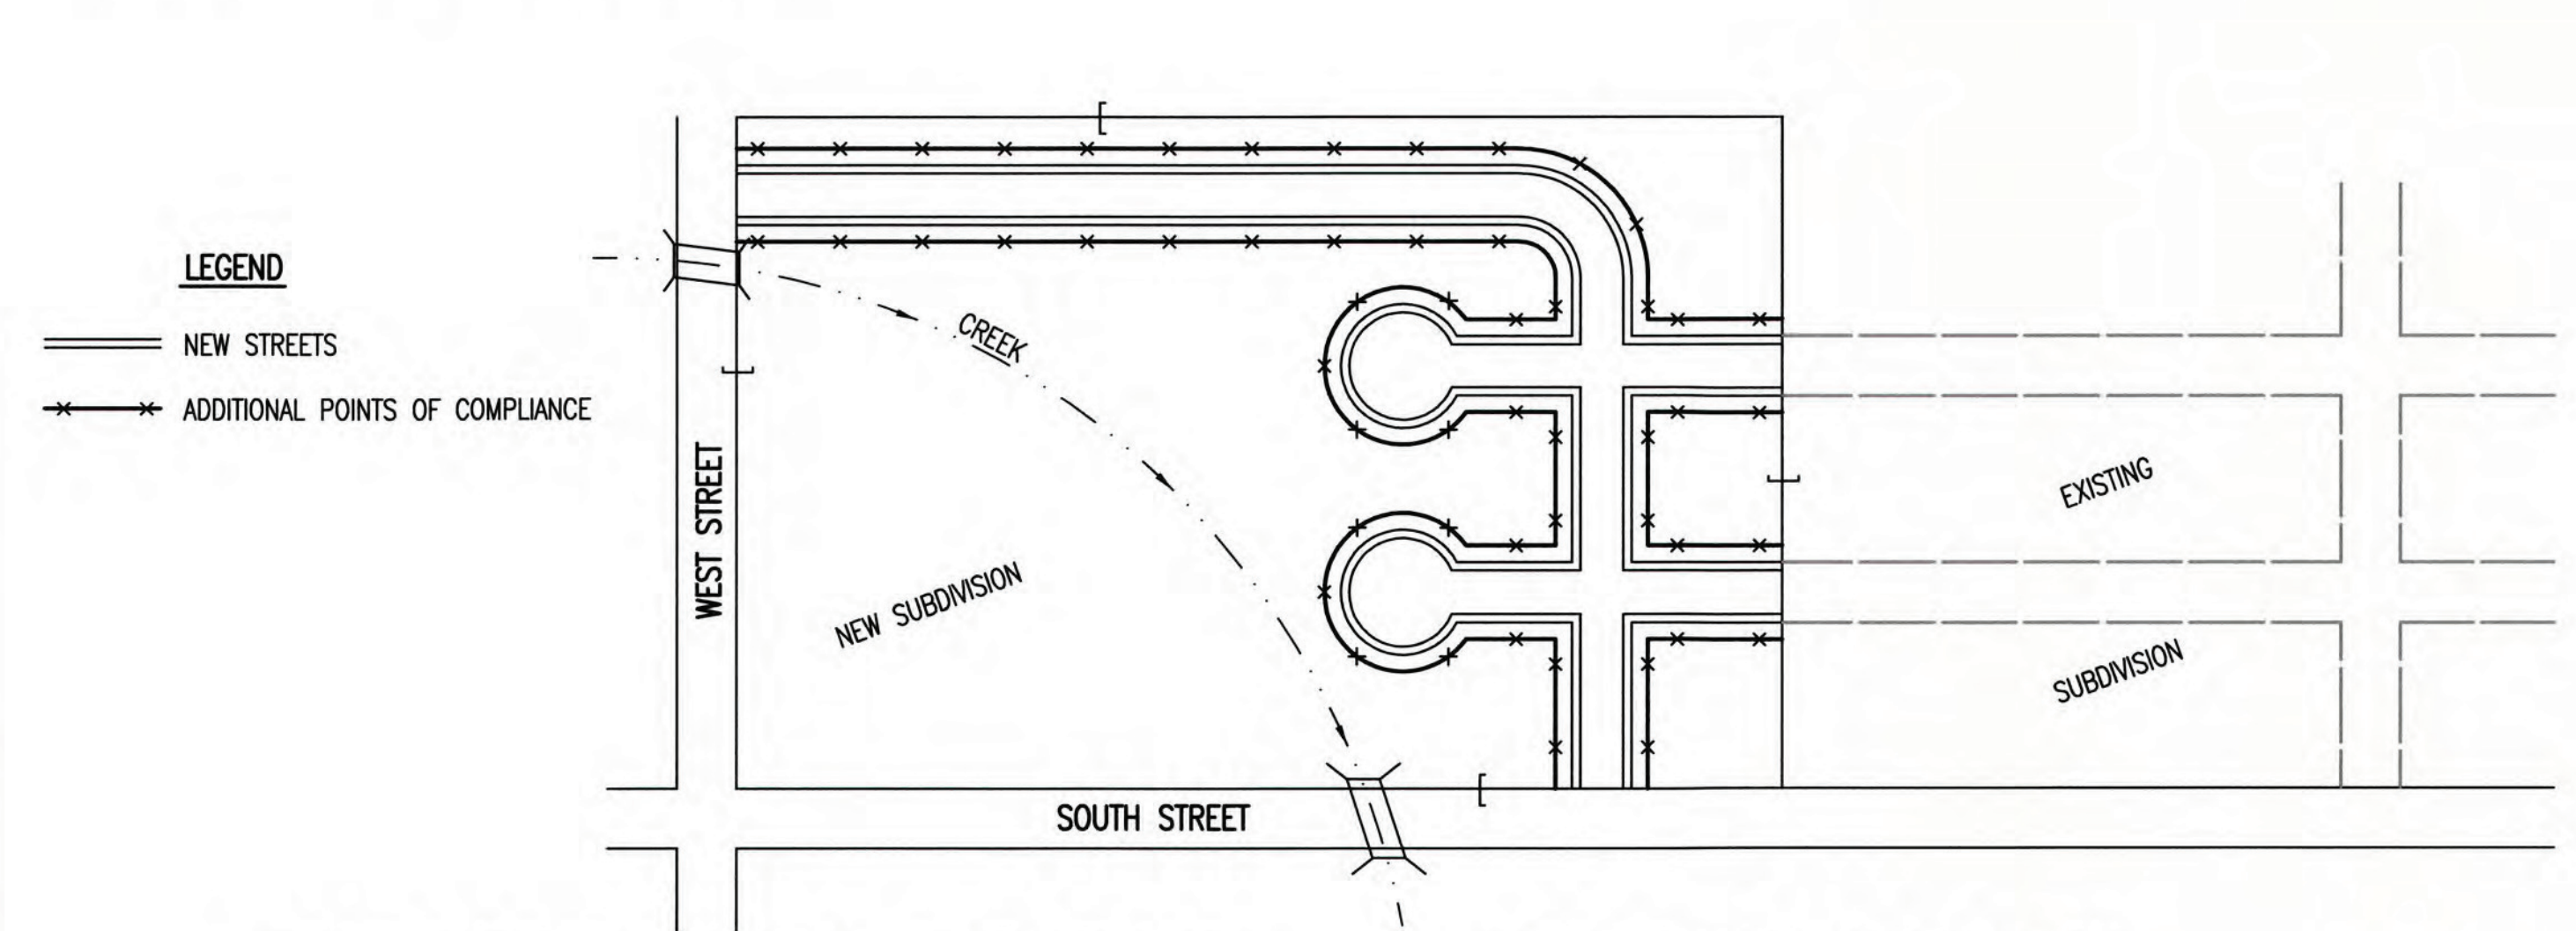 LEGEND
NEW STREETS
ADDITIONAL POINTS OF COMPLIANCE
WEST STREET
CREEK
NEW SUBDIVISION
SOUTH STREET
EXISTING
SUBDIVISION